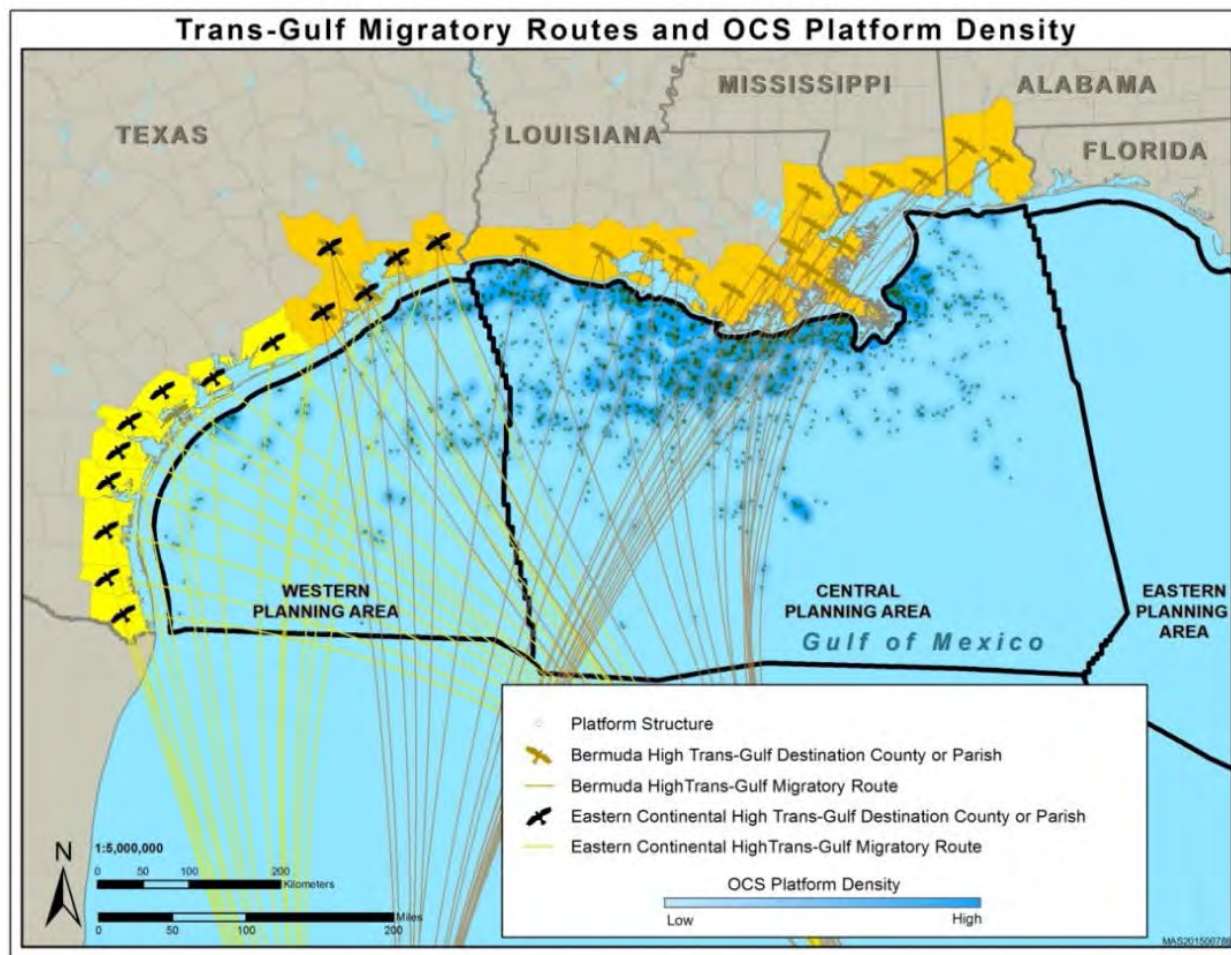 Trans-Gulf Migratory Routes and OCS Platform Density
MISSISSIPPI
ALABAMA
TEXAS
LOUISIANA
FLORIDA
WESTERN
PLANNING AREA
CENTRAL
PLANNING AREA
EASTERN
PLANNING
AREA
Gulf of Mexico
Platform Structure
Bermuda High Trans-Gulf Destination County or Parish
Bermuda HighTrans-Gulf Migratory Route
Eastern Continental High Trans-Gulf Destination County or Parish
Eastern Continental HighTrans-Gulf Migratory Route
OCS Platform Density
Low
High
N
1:5,000,000
0 50 100 200
Kilometers
Miles
0 50 100 200